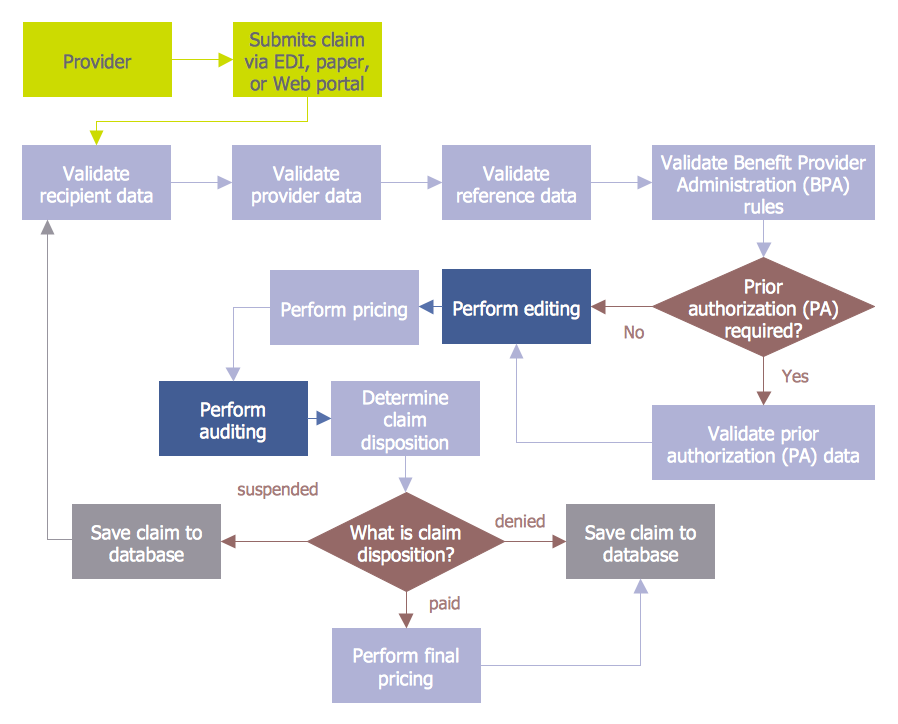 Provider
Submits claim
via EDI, paper,
or Web portal
Validate
recipient data
Validate
provider data
Validate
reference data
Validate Benefit Provider
Administration (BPA)
rules
Prior
authorization (PA)
required?
No
Yes
Perform editing
Perform pricing
Validate prior
authorization (PA) data
Perform
auditing
Determine
claim
disposition
What is claim
disposition?
suspended
denied
paid
Save claim to
database
Save claim to
database
Perform final
pricing